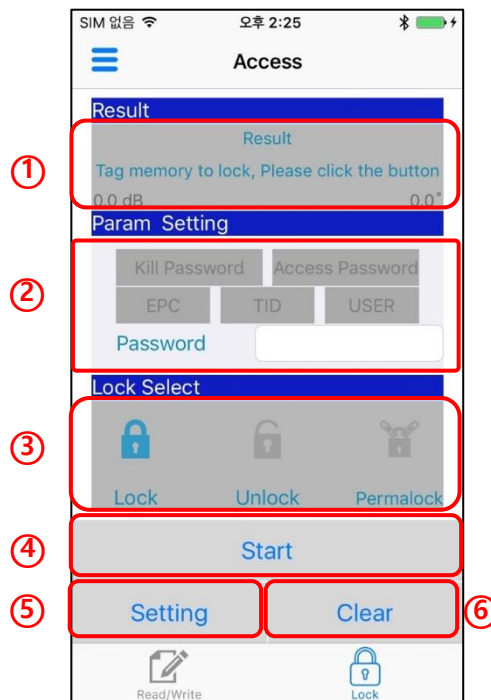 SIM 없음 오후 2:25
Access
Result
Result
① Tag memory to lock, Please click the button
0.0 dB 0.0°
Param Setting
Kill Password Access Password
② EPC TID USER
Password
Lock Select
③
Lock Unlock Permalock
④ Start
⑤ Setting Clear ⑥
Read/Write Lock